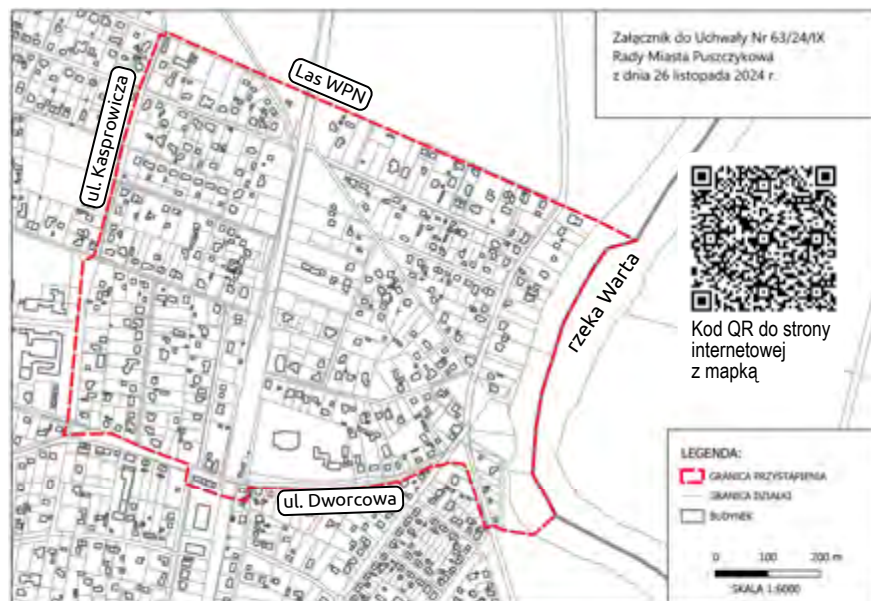 Załącznik do Uchwały Nr 63/24/IX
Rady Miasta Puszczykowa
z dnia 26 listopada 2024 r.
Las WPN
ul. Kasprowicza
rzeka Warta
Kod QR do strony
internetowej
z mapką
ul. Dworcowa
LEGENDA:
GRANICA PRZYSTĄPIENIA
GRANICA DZIAŁKI
BUDYNEK
0 100 200 m
SKALA 1:6000